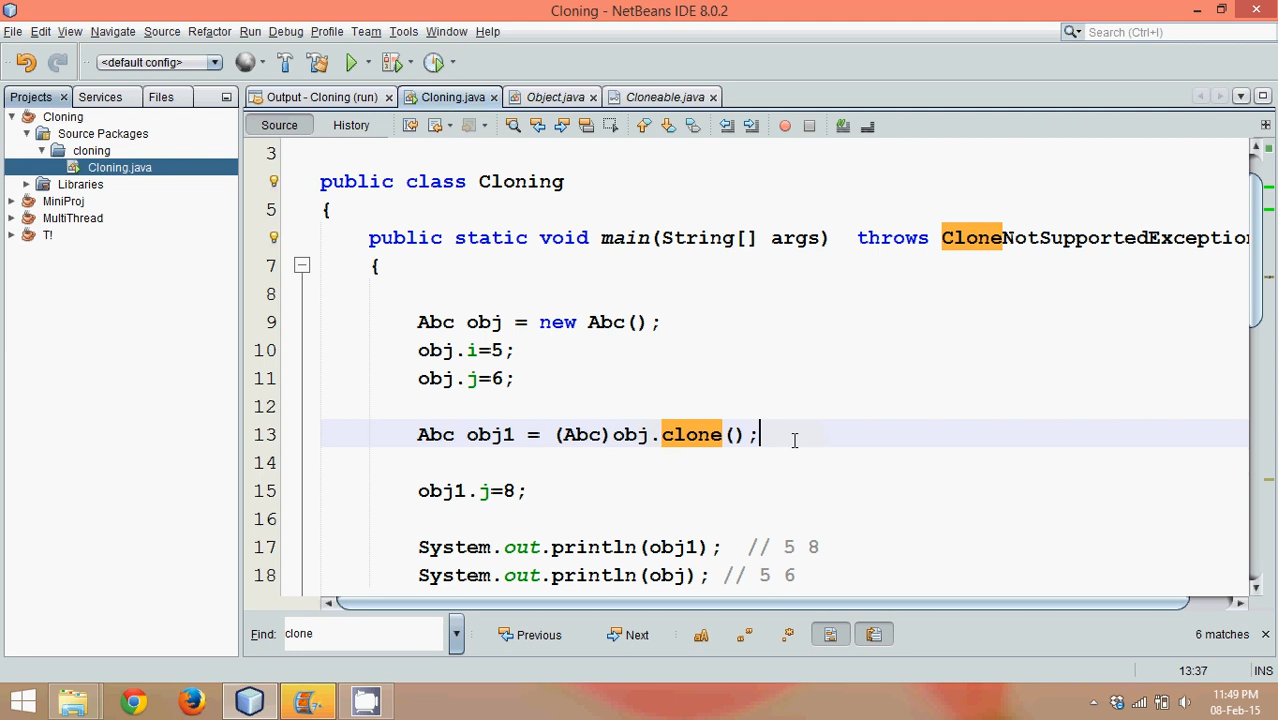 Cloning - NetBeans IDE 8.0.2
File Edit View Navigate Source Refactor Run Debug Profile Team Tools Window Help
Search (Ctrl+I)
<default config>
Projects Services Files
Output - Cloning (run) Cloning.java Object.java Cloneable.java
Cloning
Source Packages
cloning
Cloning.java
Libraries
MiniProj
MultiThread
T!
Source History
3
public class Cloning
5 {
public static void main(String[] args) throws CloneNotSupportedException
7 {
8
9 Abc obj = new Abc();
10 obj.i=5;
11 obj.j=6;
12
13 Abc obj1 = (Abc)obj.clone();
14
15 obj1.j=8;
16
17 System.out.println(obj1); // 5 8
18 System.out.println(obj); // 5 6
Find: clone Previous Next 6 matches
13:37 INS
11:49 PM
08-Feb-15